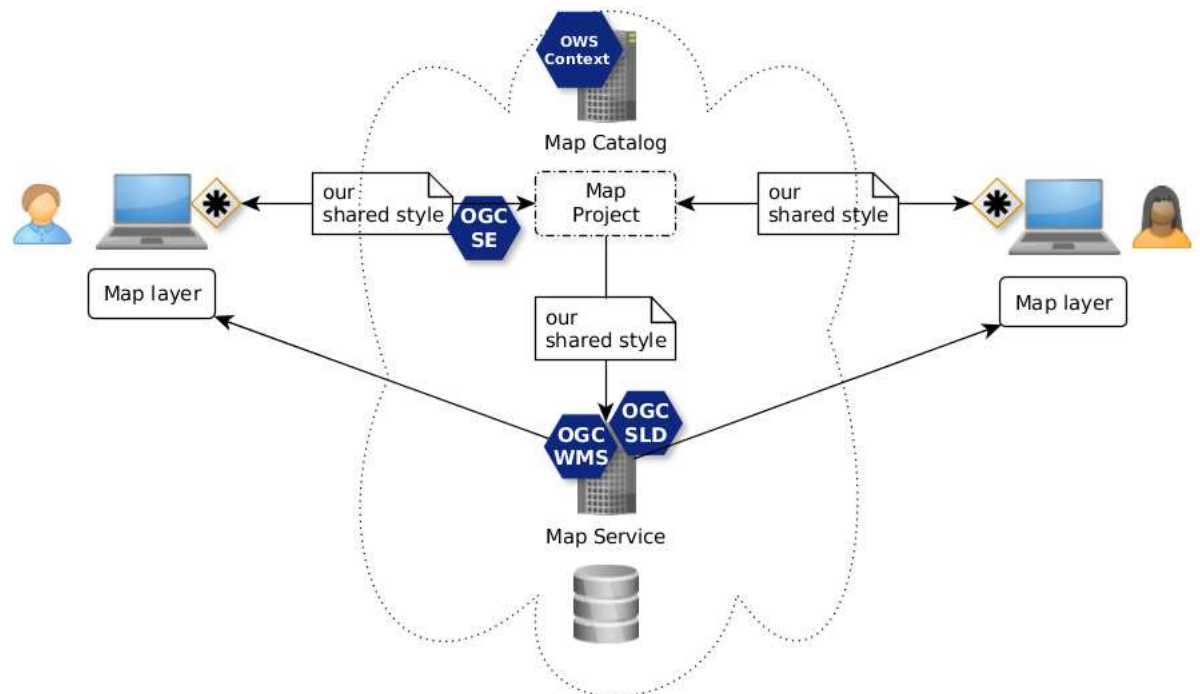 OWS
Context
Map Catalog
our
shared style
OGC
SE
Map
Project
our
shared style
Map layer
Map layer
our
shared style
OGC
WMS
OGC
SLD
Map Service